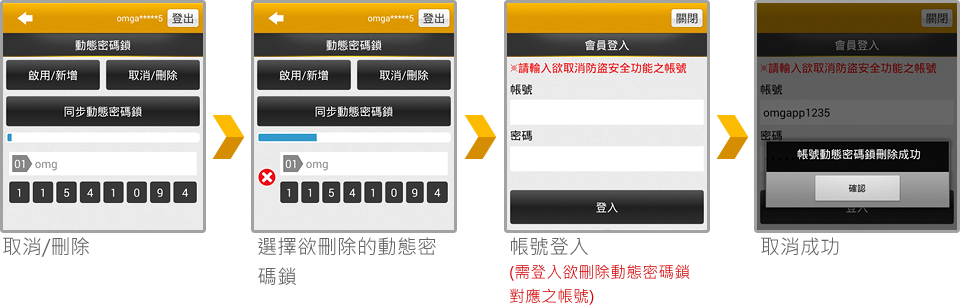 omga*****5 登出
動態密碼鎖
啟用/新增 取消/刪除
同步動態密碼鎖
01 omg
1 1 5 4 1 0 9 4
取消/刪除
omga*****5 登出
動態密碼鎖
啟用/新增 取消/刪除
同步動態密碼鎖
01 omg
1 1 5 4 1 0 9 4
選擇欲刪除的動態密
碼鎖
關閉
會員登入
※請輸入欲取消防盜安全功能之帳號
帳號
密碼
登入
帳號登入
(需登入欲刪除動態密碼鎖
對應之帳號)
關閉
會員登入
※請輸入欲取消防盜安全功能之帳號
帳號
omgapp1235
密碼
帳號動態密碼鎖刪除成功
確認
登入
取消成功